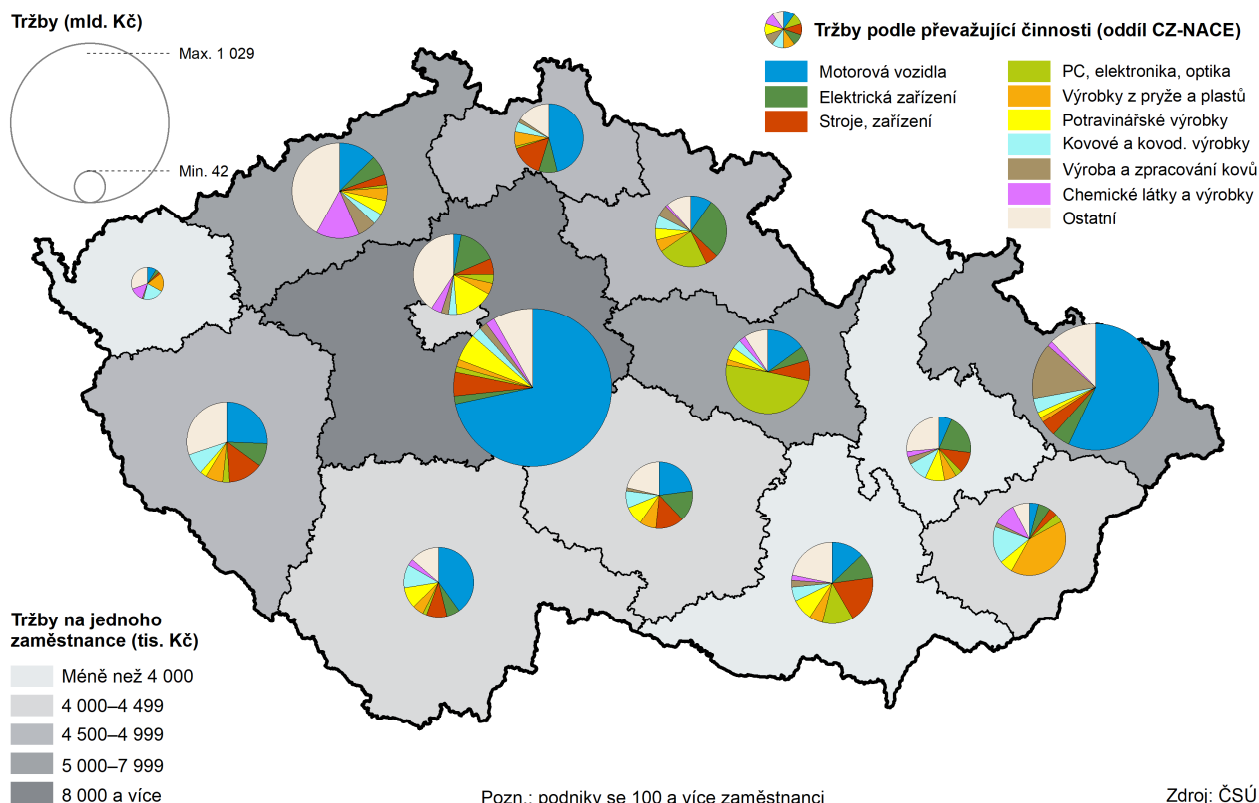 Tržby (mld. Kč)
Max. 1 029
Min. 42
Tržby podle převažující činnosti (oddíl CZ-NACE)
Motorová vozidla
Elektrická zařízení
Stroje, zařízení
PC, elektronika, optika
Výrobky z pryže a plastů
Potravinářské výrobky
Kovové a kovod. výrobky
Výroba a zpracování kovů
Chemické látky a výrobky
Ostatní
Tržby na jednoho
zaměstnance (tis. Kč)
Méně než 4 000
4 000–4 499
4 500–4 999
5 000–7 999
8 000 a více
Pozn.: podniky se 100 a více zaměstnanci
Zdroj: ČSÚ